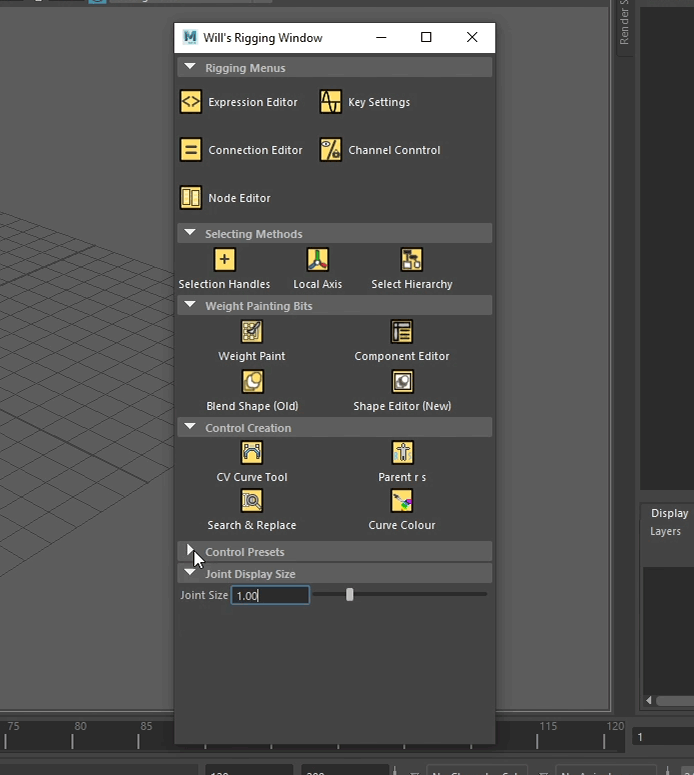 Will's Rigging Window
Render S
Rigging Menus
Expression Editor
Key Settings
Connection Editor
Channel Conntrol
Node Editor
Selecting Methods
Selection Handles
Local Axis
Select Hierarchy
Weight Painting Bits
Weight Paint
Component Editor
Blend Shape (Old)
Shape Editor (New)
Control Creation
CV Curve Tool
Parent r s
Search & Replace
Curve Colour
Control Presets
Joint Display Size
Joint Size 1.00
Display
Layers
75 80 85 115 120
1